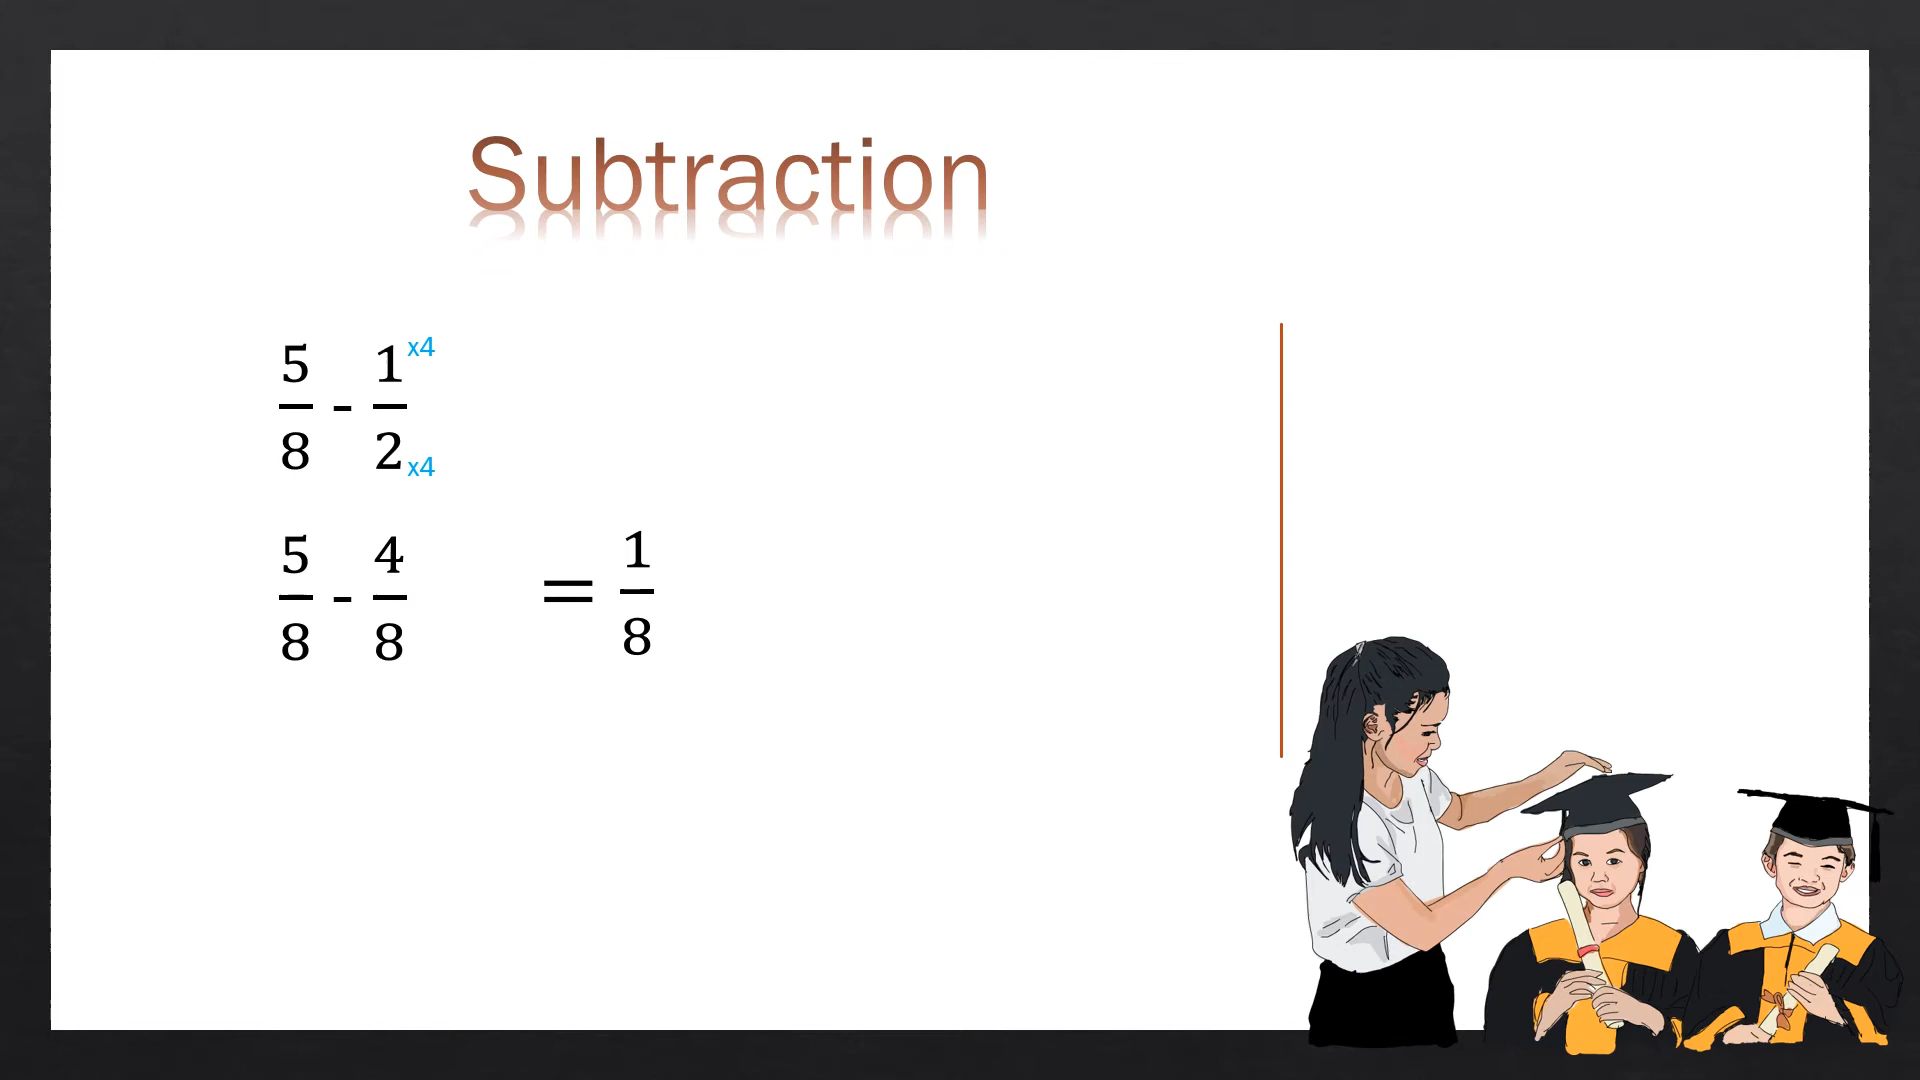 Subtraction
5/8 - 1/2 x4 x4
5/8 - 4/8 = 1/8